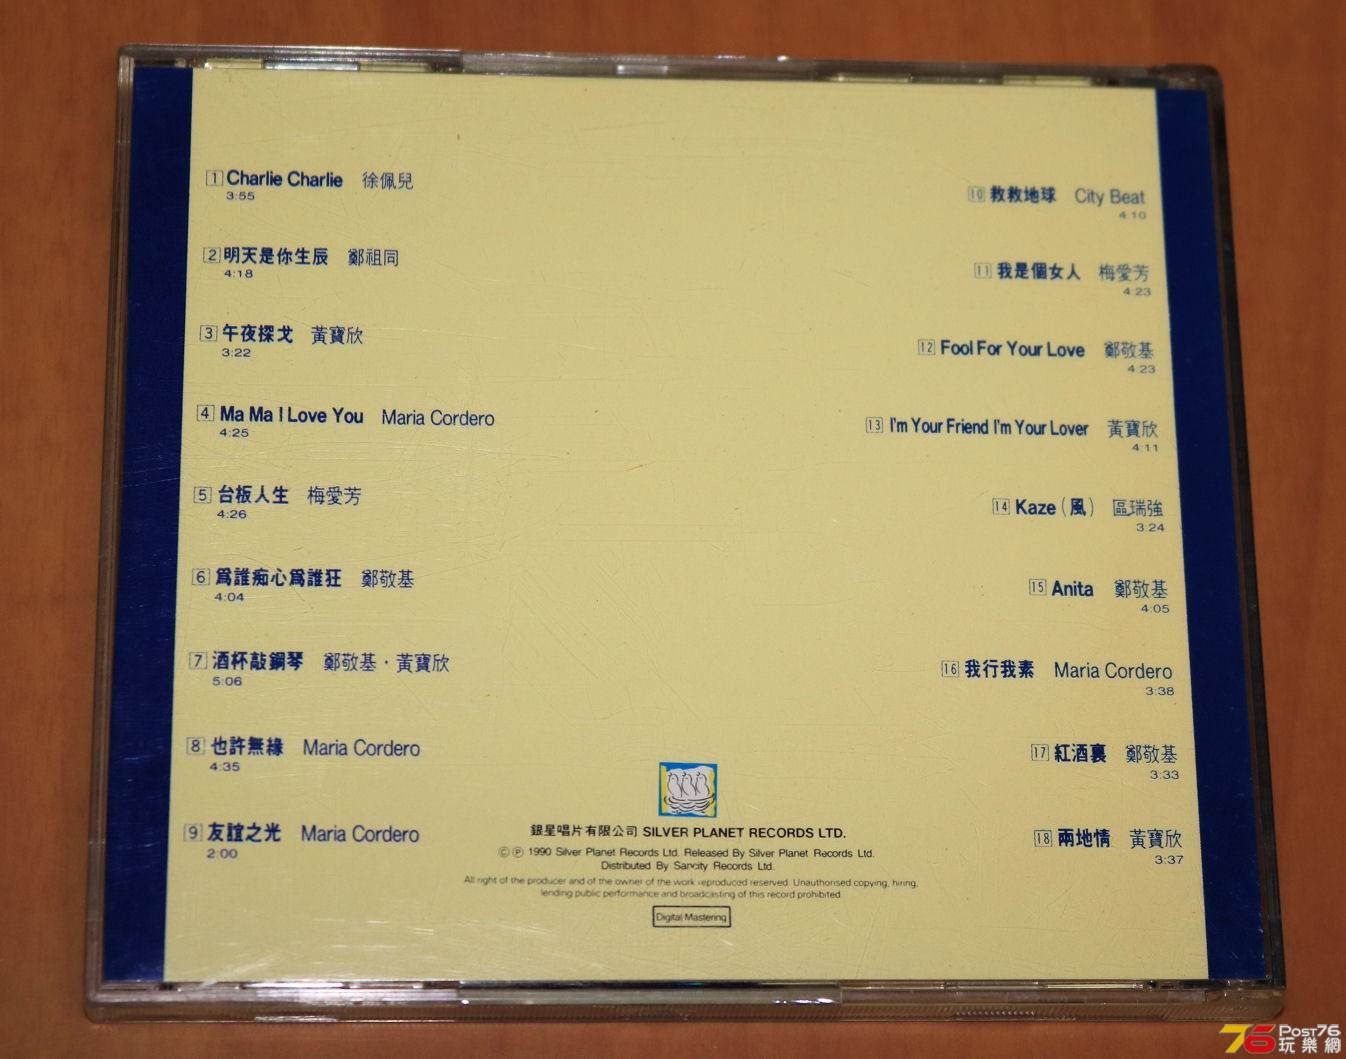 1 Charlie Charlie 徐佩兒
3:55
2 明天是你生辰 鄭祖同
4:18
3 午夜探戈 黃寶欣
3:22
4 Ma Ma I Love You Maria Cordero
4:25
5 台板人生 梅愛芳
4:26
6 爲誰痴心爲誰狂 鄭敬基
4:04
7 酒杯敲鋼琴 鄭敬基・黃寶欣
5:06
8 也許無緣 Maria Cordero
4:35
9 友誼之光 Maria Cordero
2:00
10 救救地球 City Beat
4:10
11 我是個女人 梅愛芳
4:23
12 Fool For Your Love 鄭敬基
4:23
13 I'm Your Friend I'm Your Lover 黃寶欣
4:11
14 Kaze（風） 區瑞強
3:24
15 Anita 鄭敬基
4:05
16 我行我素 Maria Cordero
3:38
17 紅酒裏 鄭敬基
3:33
18 兩地情 黃寶欣
3:37
銀星唱片有限公司 SILVER PLANET RECORDS LTD.
©℗ 1990 Silver Planet Records Ltd. Released By Silver Planet Records Ltd.
Distributed By Sancity Records Ltd.
All right of the producer and of the owner of the work reproduced reserved. Unauthorised copying, hiring,
lending public performance and broadcasting of this record prohibited
Digital Mastering
76 Post76
玩樂網